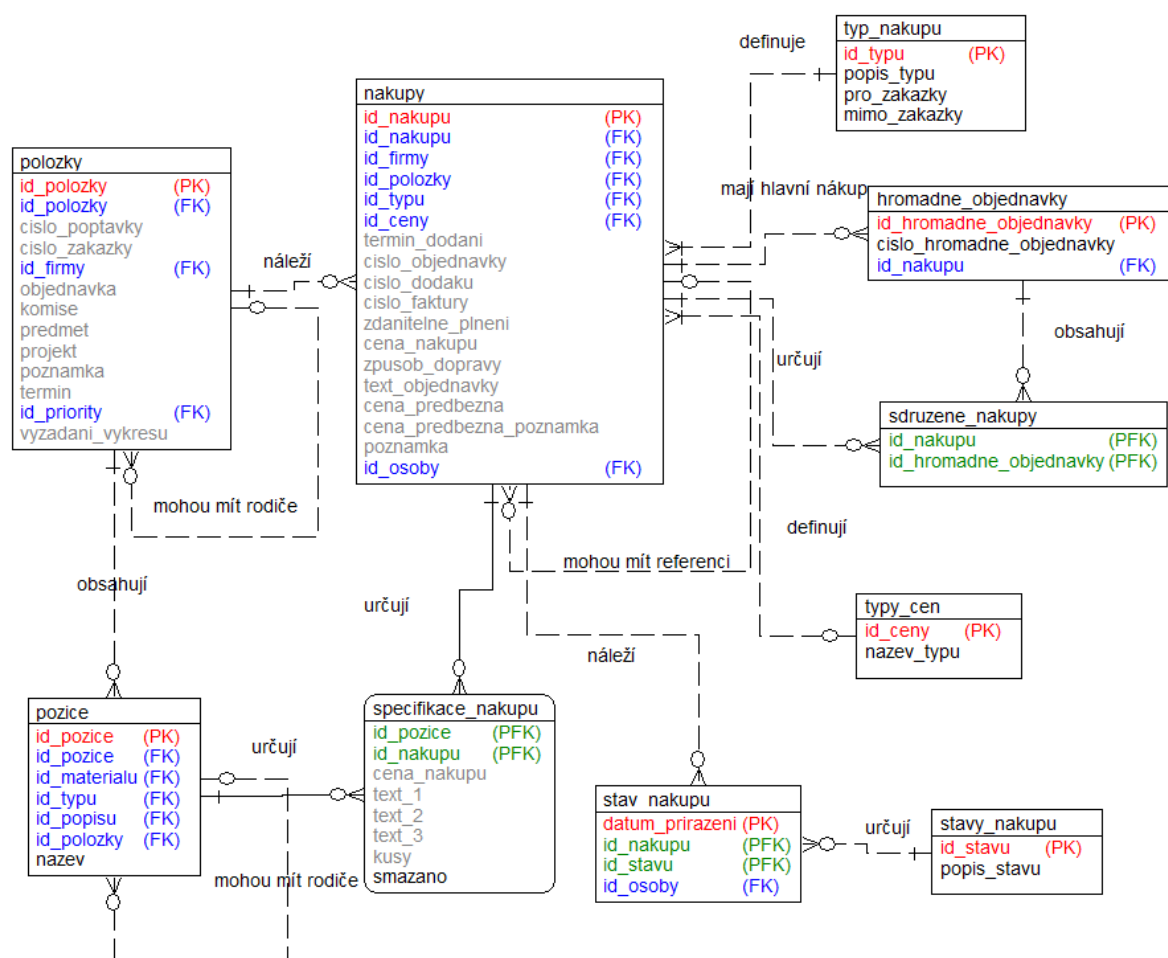 typ_nakupu
id_typu (PK)
popis_typu
pro_zakazky
mimo_zakazky
definuje
nakupy
id_nakupu (PK)
id_nakupu (FK)
id_firmy (FK)
id_polozky (FK)
id_typu (FK)
id_ceny (FK)
termin_dodani
cislo_objednavky
cislo_dodaku
cislo_faktury
zdanitelne_plneni
cena_nakupu
zpusob_dopravy
text_objednavky
cena_predbezna
cena_predbezna_poznamka
poznamka
id_osoby (FK)
polozky
id_polozky (PK)
id_polozky (FK)
cislo_poptavky
cislo_zakazky
id_firmy (FK)
objednavka
komise
predmet
projekt
poznamka
termin
id_priority (FK)
vyzadani_vykresu
náleží
mají hlavní nákup
hromadne_objednavky
id_hromadne_objednavky (PK)
cislo_hromadne_objednavky
id_nakupu (FK)
obsahují
určují
sdruzene_nakupy
id_nakupu (PFK)
id_hromadne_objednavky (PFK)
mohou mít rodiče
definují
mohou mít referenci
obsahují
určují
typy_cen
id_ceny (PK)
nazev_typu
náleží
pozice
id_pozice (PK)
id_pozice (FK)
id_materialu (FK)
id_typu (FK)
id_popisu (FK)
id_polozky (FK)
nazev
určují
mohou mít rodiče
specifikace_nakupu
id_pozice (PFK)
id_nakupu (PFK)
cena_nakupu
text_1
text_2
text_3
kusy
smazano
stav_nakupu
datum_prirazeni (PK)
id_nakupu (PFK)
id_stavu (PFK)
id_osoby (FK)
určují
stavy_nakupu
id_stavu (PK)
popis_stavu